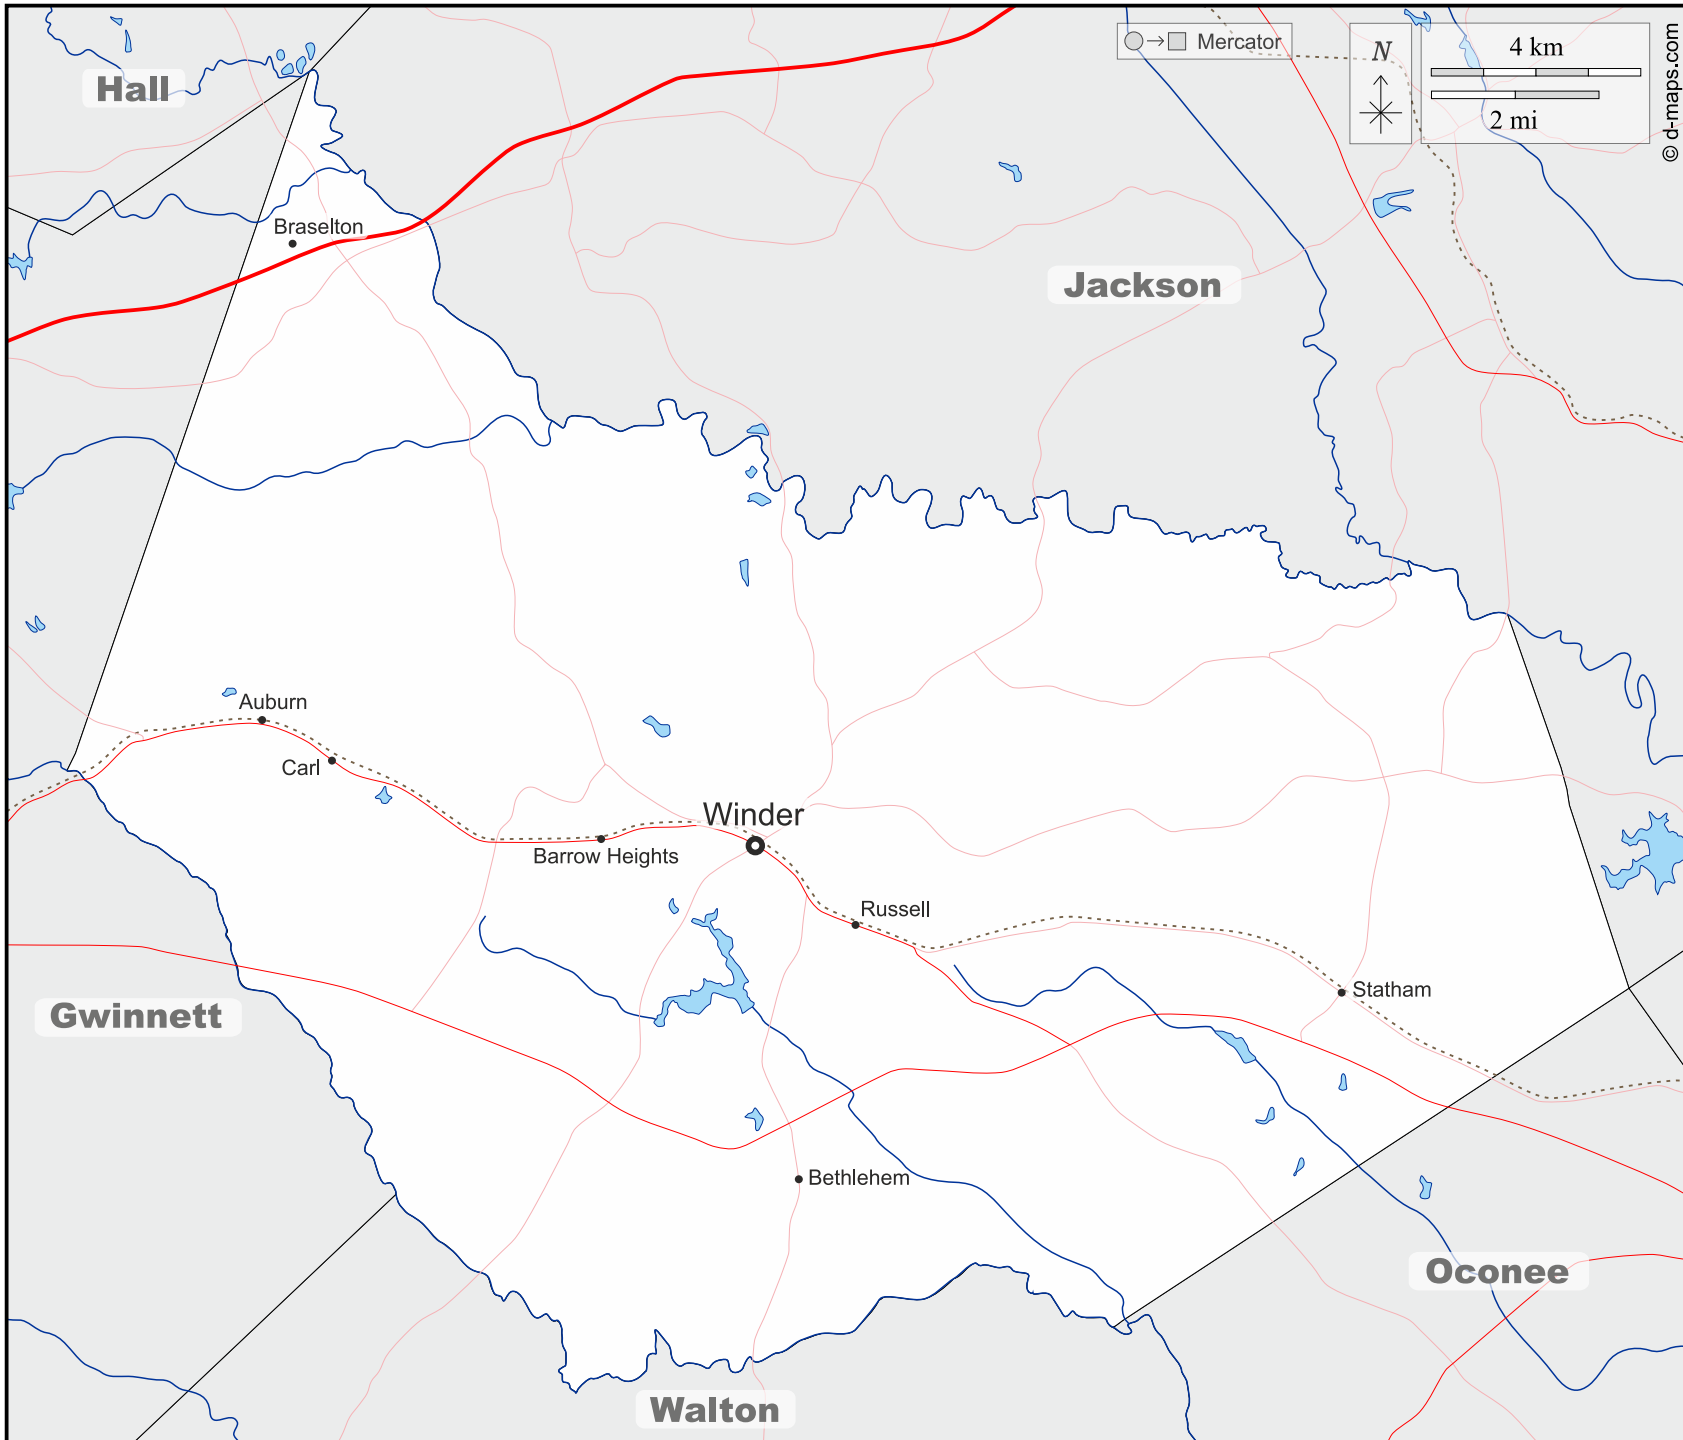 Hall
Mercator
N
4 km
2 mi
© d-maps.com
Braselton
Jackson
Auburn
Carl
Winder
Barrow Heights
Russell
Statham
Gwinnett
Bethlehem
Oconee
Walton